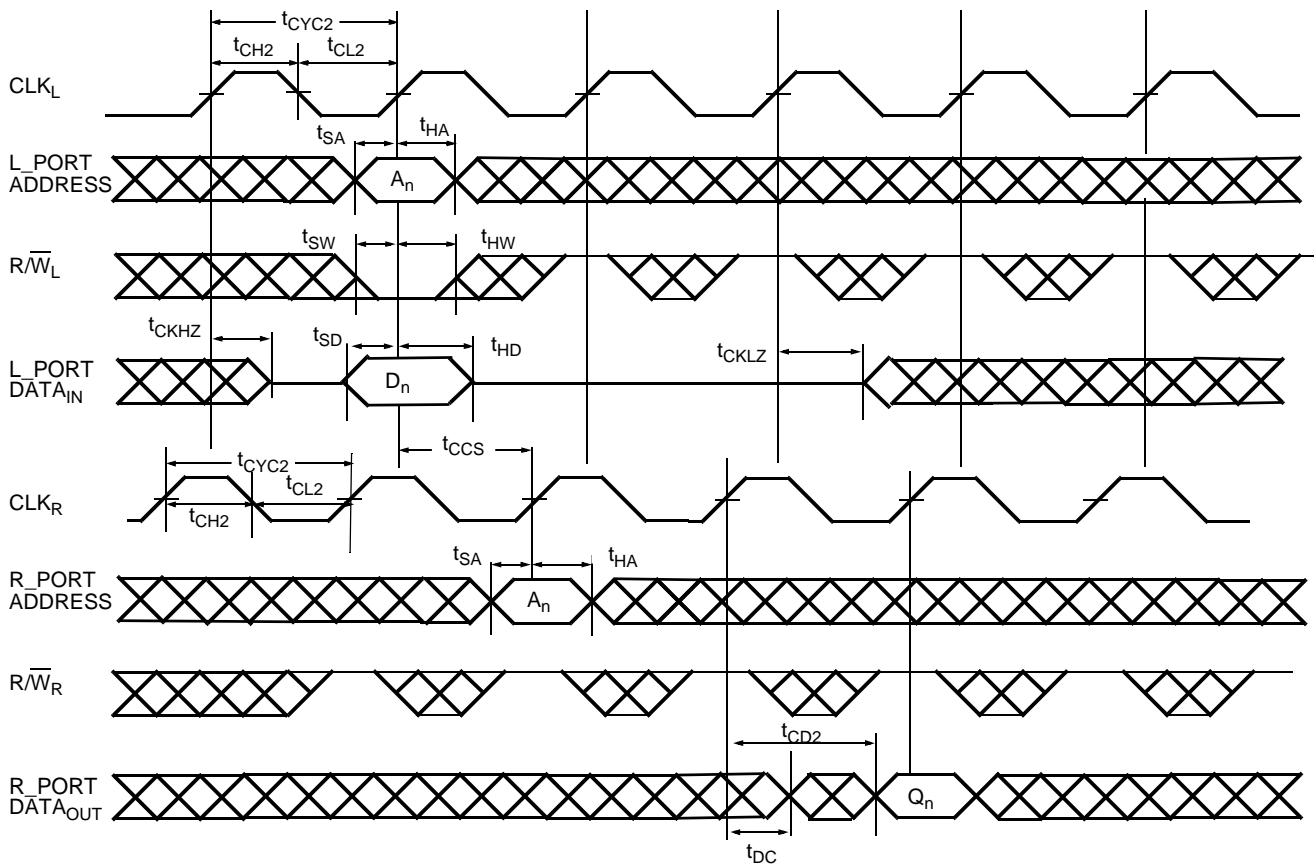 tCYC2
tCH2 tCL2
CLKL
tSA tHA
L_PORT
ADDRESS
An
tSW tHW
R/W̅L
tCKHZ tSD tHD tCKLZ
L_PORT
DATAIN
Dn
tCCS
tCYC2
tCL2
CLKR
tCH2
tSA tHA
R_PORT
ADDRESS
An
R/W̅R
tCD2
R_PORT
DATAOUT
Qn
tDC